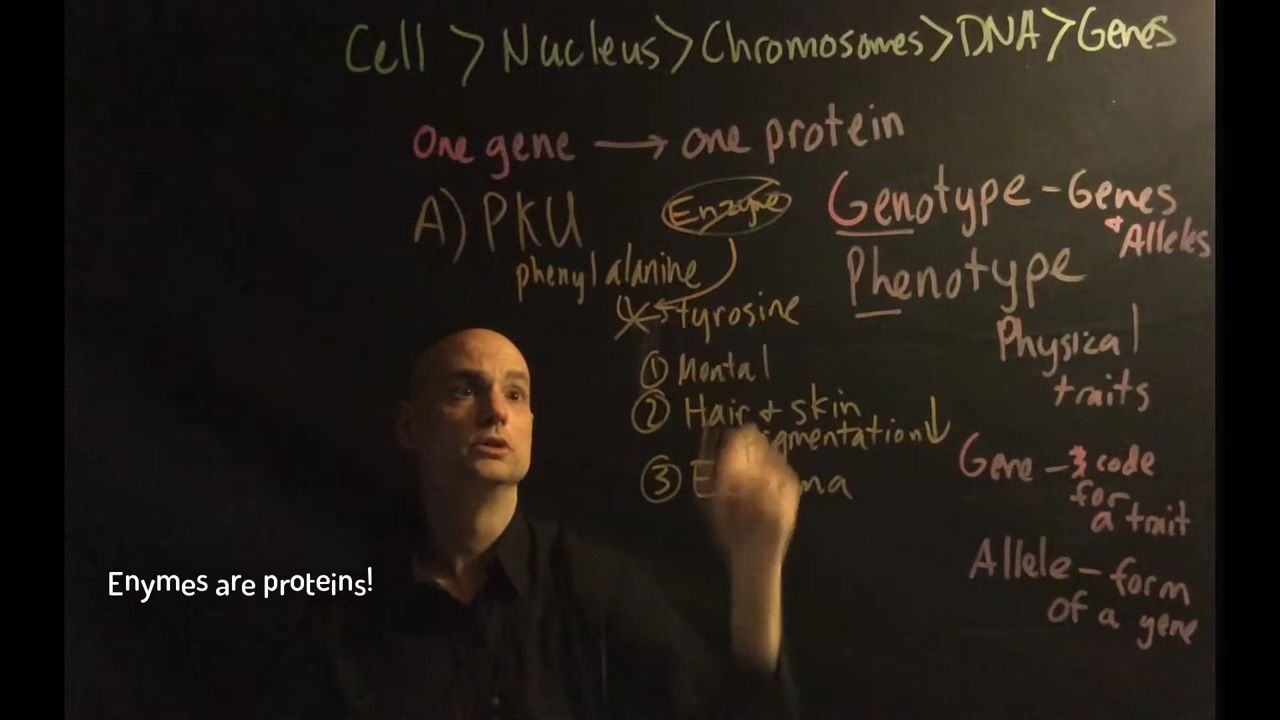 Cell > Nucleus > Chromosomes > DNA > Genes
One gene → one protein
A) PKU
Enzyme
phenylalanine
tyrosine
① Mental
② Hair + skin
pigmentation ↓
③
Genotype - Genes
+ Alleles
Phenotype
Physical
traits
Gene - code
for
a trait
Allele - form
of a gene
Enymes are proteins!